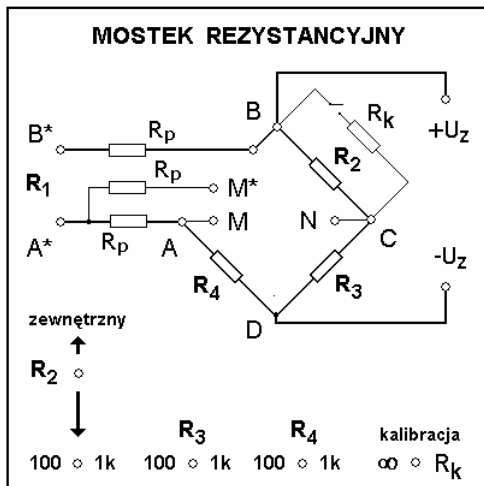 MOSTEK REZYSTANCYJNY
B
Rk
+Uz
B* Rp
R2
R1 Rp M*
A* Rp A M N C
R4 R3 -Uz
D
zewnętrzny
R2
R3 R4 kalibracja
100 1k 100 1k 100 1k ∞ Rk